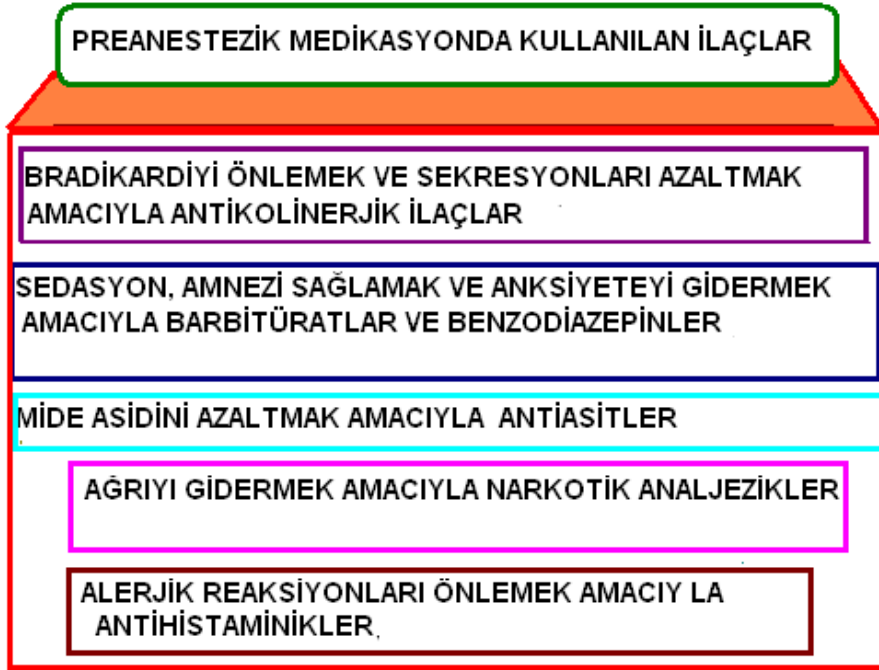 PREANESTEZİK MEDİKASYONDA KULLANILAN İLAÇLAR
BRADİKARDİYİ ÖNLEMEK VE SEKRESYONLARI AZALTMAK
AMACIYLA ANTİKOLİNERJİK İLAÇLAR
SEDASYON, AMNEZİ SAĞLAMAK VE ANKSİYETEYİ GİDERMEK
AMACIYLA BARBİTÜRATLAR VE BENZODİAZEPİNLER
MİDE ASİDİNİ AZALTMAK AMACIYLA ANTİASİTLER
AĞRIYI GİDERMEK AMACIYLA NARKOTİK ANALJEZİKLER
ALERJİK REAKSİYONLARI ÖNLEMEK AMACIY LA
ANTİHİSTAMİNİKLER,